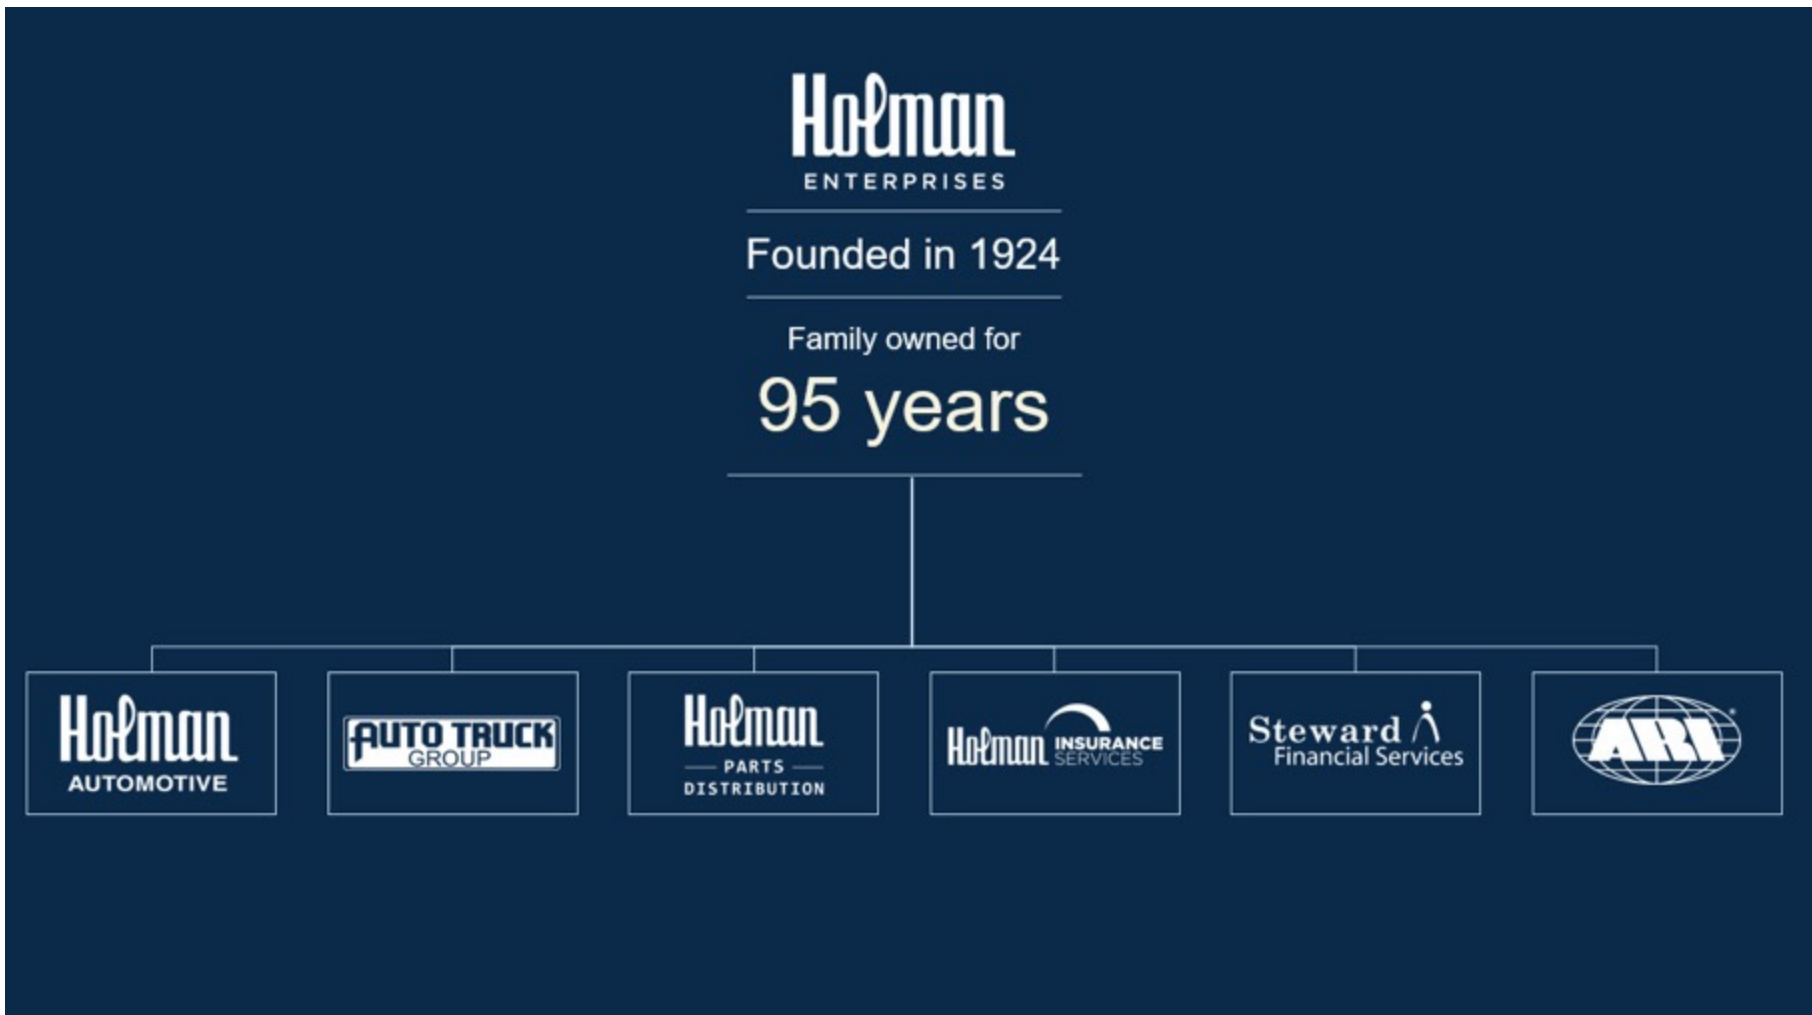 Holman
ENTERPRISES
Founded in 1924
Family owned for
95 years
Holman
AUTOMOTIVE
AUTO TRUCK
GROUP
Holman
PARTS
DISTRIBUTION
Holman INSURANCE
SERVICES
Steward
Financial Services
ARI®